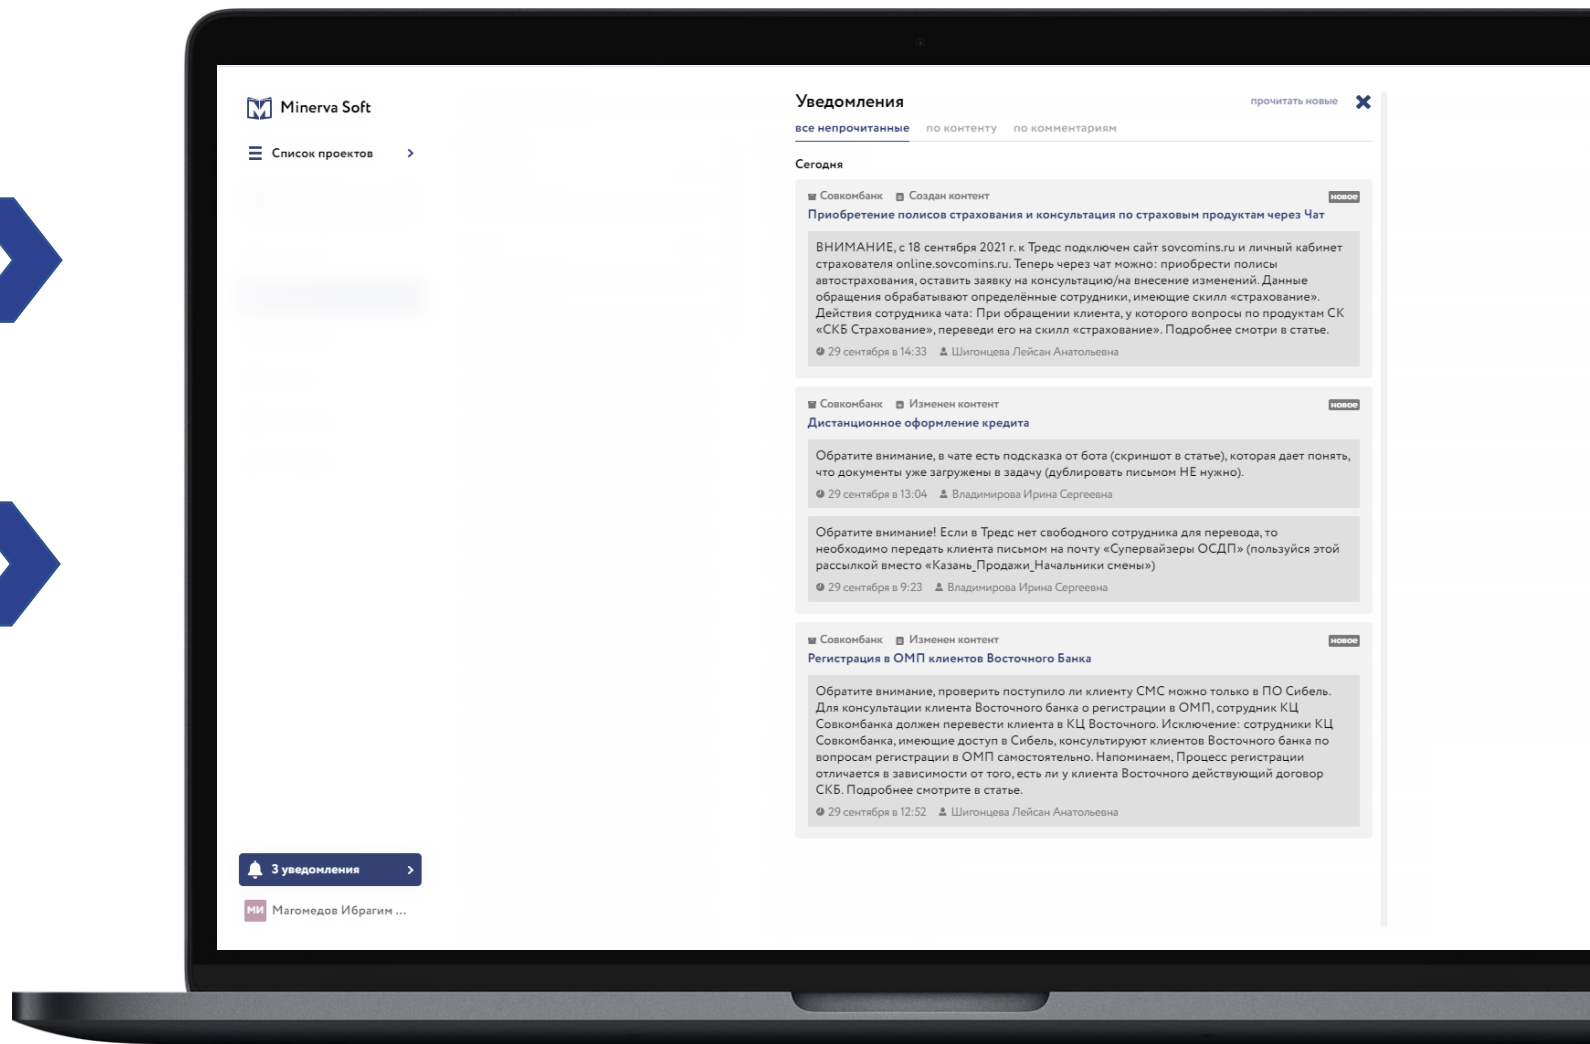 Minerva Soft
Список проектов
Уведомления
прочитать новые
все непрочитанные по контенту по комментариям
Сегодня
Совкомбанк Создан контент новое
Приобретение полисов страхования и консультация по страховым продуктам через Чат
ВНИМАНИЕ, с 18 сентября 2021 г. к Тредс подключен сайт sovcomins.ru и личный кабинет
страхователя online.sovcomins.ru. Теперь через чат можно: приобрести полисы
автострахования, оставить заявку на консультацию/на внесение изменений. Данные
обращения обрабатывают определённые сотрудники, имеющие скилл «страхование».
Действия сотрудника чата: При обращении клиента, у которого вопросы по продуктам СК
«СКБ Страхование», переведи его на скилл «страхование». Подробнее смотри в статье.
29 сентября в 14:33 Шигонцева Лейсан Анатольевна
Совкомбанк Изменен контент новое
Дистанционное оформление кредита
Обратите внимание, в чате есть подсказка от бота (скриншот в статье), которая дает понять,
что документы уже загружены в задачу (дублировать письмом НЕ нужно).
29 сентября в 13:04 Владимирова Ирина Сергеевна
Обратите внимание! Если в Тредс нет свободного сотрудника для перевода, то
необходимо передать клиента письмом на почту «Супервайзеры ОСДП» (пользуйся этой
рассылкой вместо «Казань_Продажи_Начальники смены»)
29 сентября в 9:23 Владимирова Ирина Сергеевна
Совкомбанк Изменен контент новое
Регистрация в ОМП клиентов Восточного Банка
Обратите внимание, проверить поступило ли клиенту СМС можно только в ПО Сибель.
Для консультации клиента Восточного банка о регистрации в ОМП, сотрудник КЦ
Совкомбанка должен перевести клиента в КЦ Восточного. Исключение: сотрудники КЦ
Совкомбанка, имеющие доступ в Сибель, консультируют клиентов Восточного банка по
вопросам регистрации в ОМП самостоятельно. Напоминаем, Процесс регистрации
отличается в зависимости от того, есть ли у клиента Восточного действующий договор
СКБ. Подробнее смотрите в статье.
29 сентября в 12:52 Шигонцева Лейсан Анатольевна
3 уведомления
МИ Магомедов Ибрагим ...